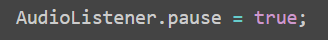 AudioListener.pause = true;